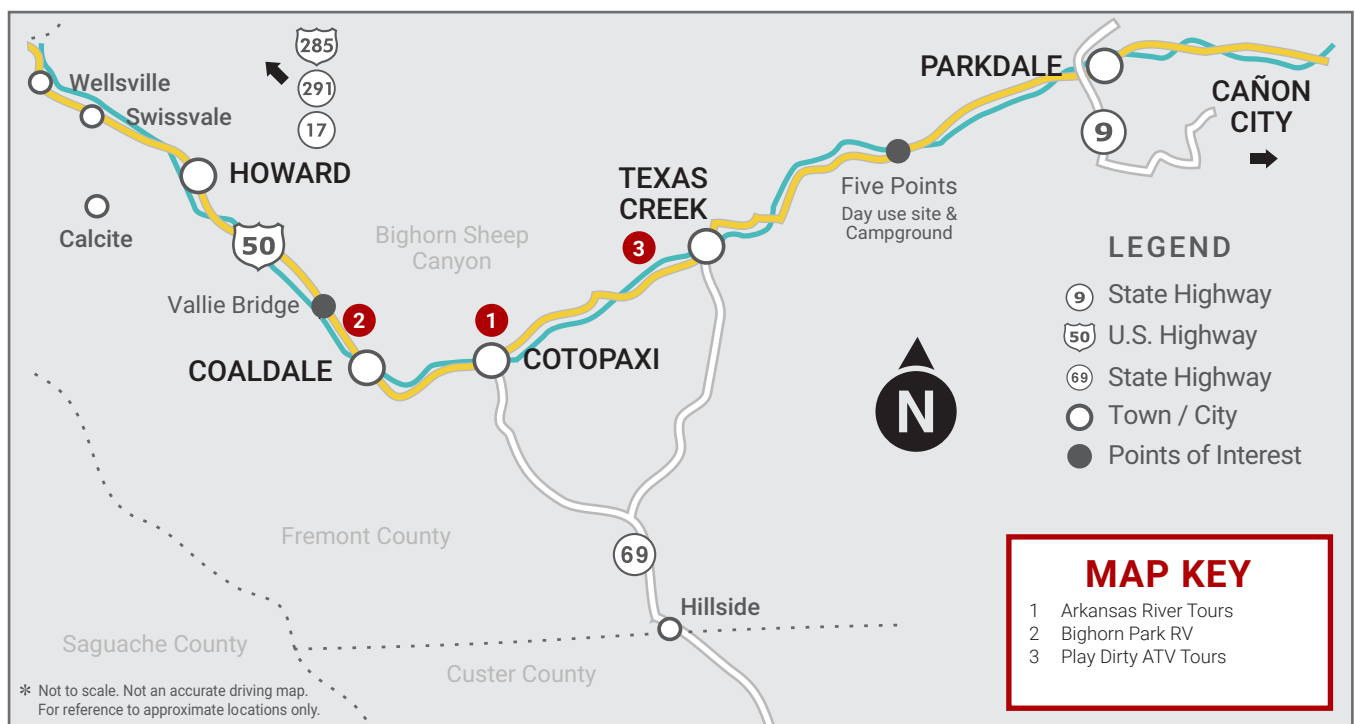 285
291
17
Wellsville
Swissvale
HOWARD
Calcite
50
Bighorn Sheep
Canyon
Vallie Bridge
2
COALDALE
1
COTOPAXI
3
TEXAS
CREEK
Five Points
Day use site &
Campground
PARKDALE
9
CAÑON
CITY
LEGEND
9 State Highway
50 U.S. Highway
69 State Highway
Town / City
Points of Interest
N
Fremont County
69
Hillside
Saguache County
Custer County
* Not to scale. Not an accurate driving map.
For reference to approximate locations only.
MAP KEY
1 Arkansas River Tours
2 Bighorn Park RV
3 Play Dirty ATV Tours